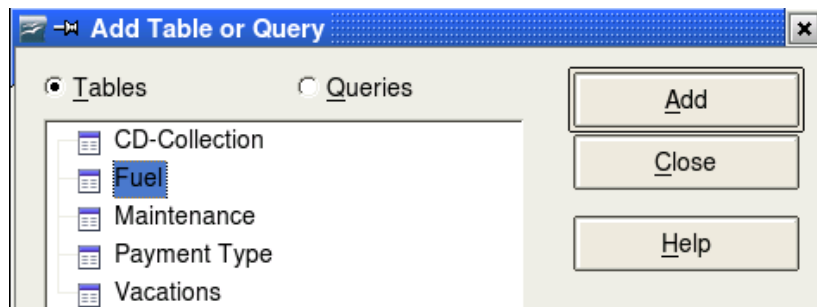 Add Table or Query
Tables Queries
Add
CD-Collection
Fuel
Close
Maintenance
Payment Type
Help
Vacations